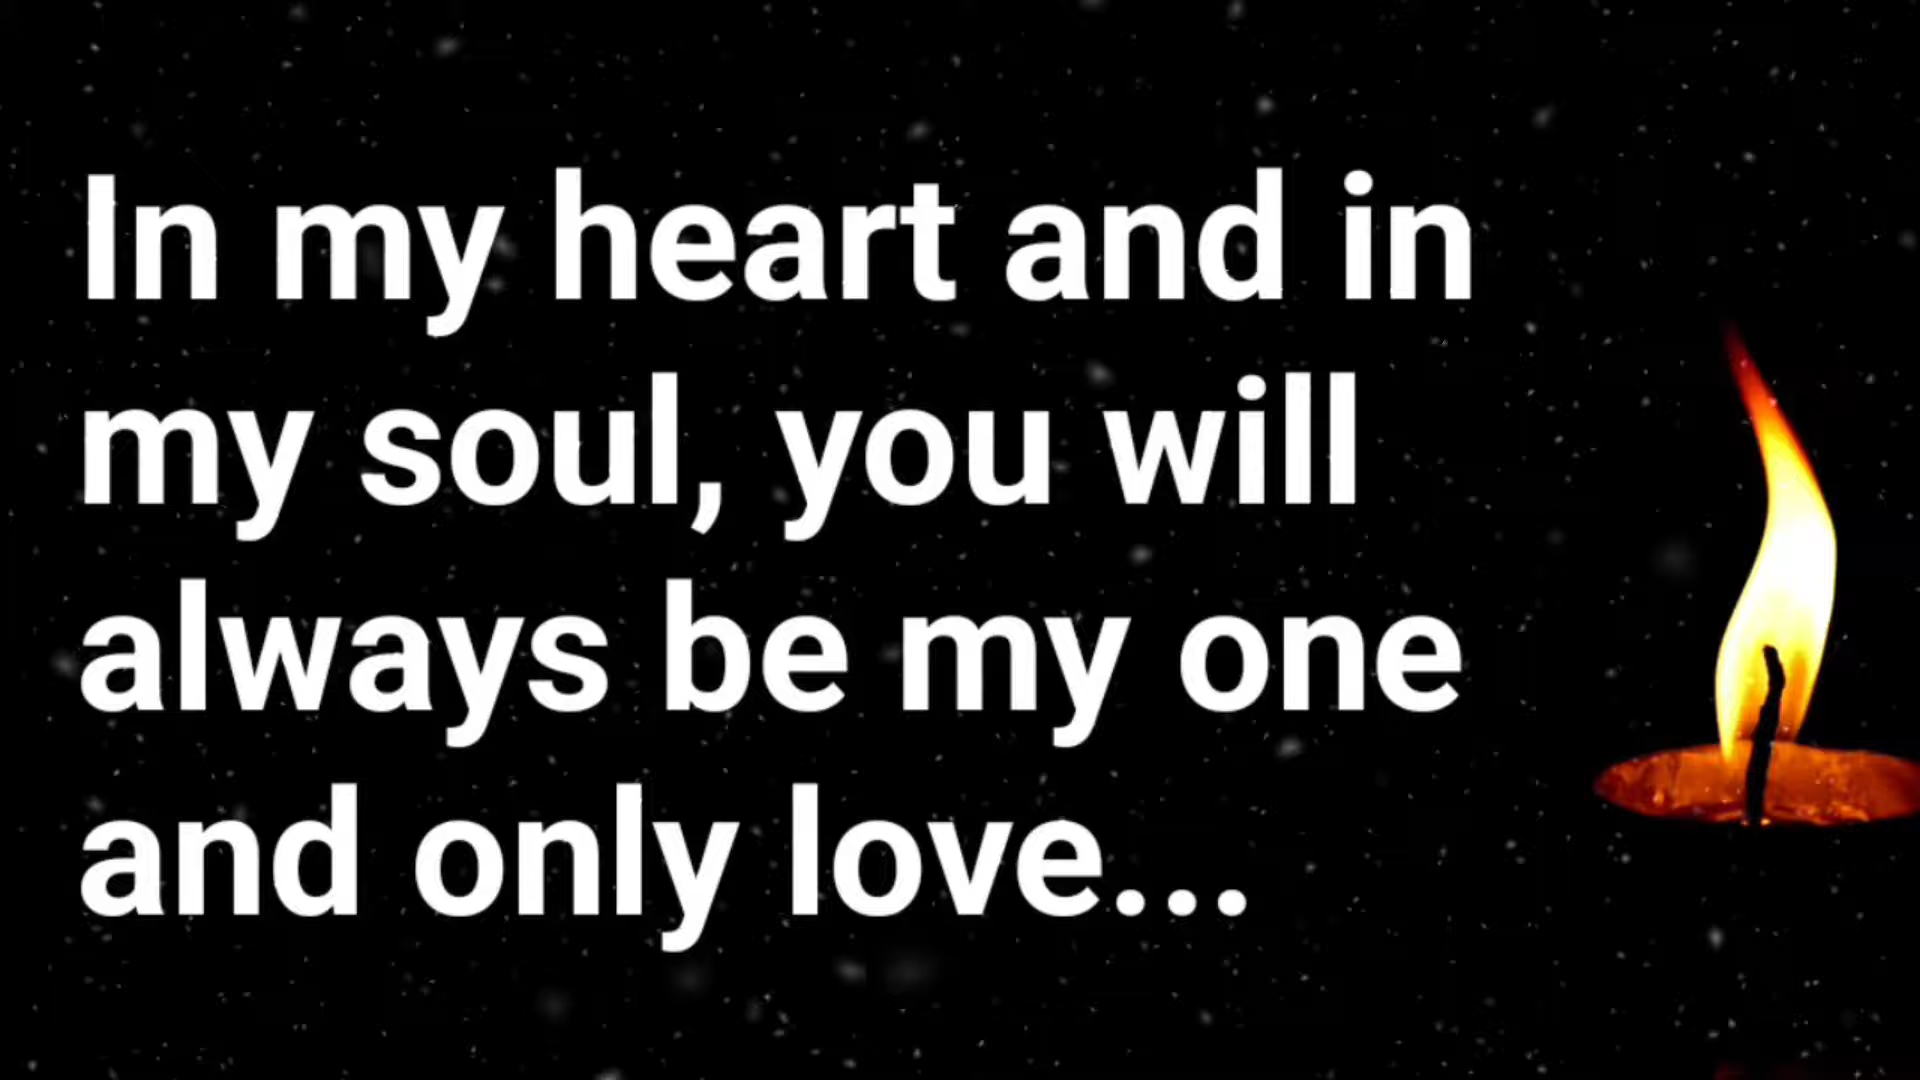 In my heart and in
my soul, you will
always be my one
and only love...